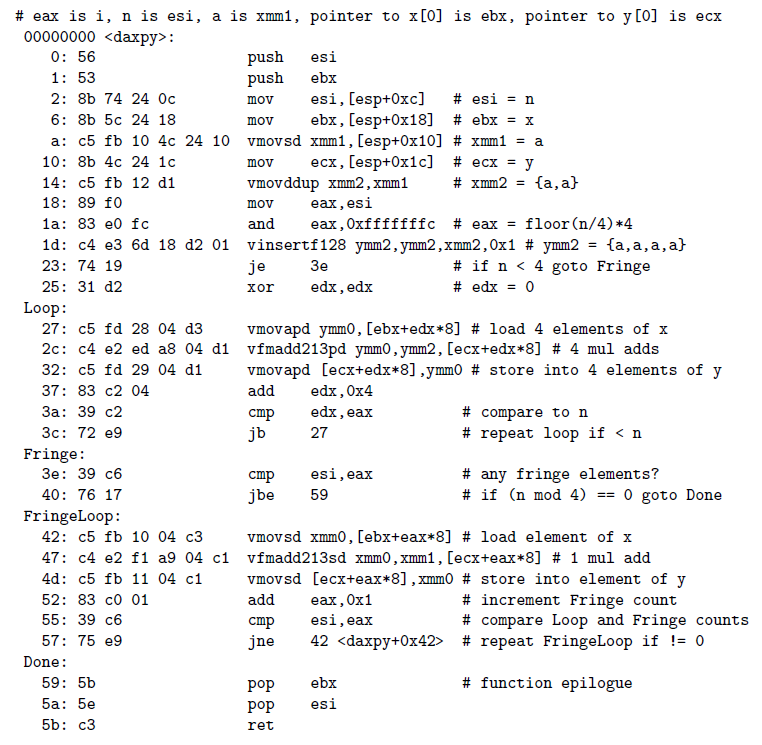 # eax is i, n is esi, a is xmm1, pointer to x[0] is ebx, pointer to y[0] is ecx
00000000 <daxpy>:
0: 56 push esi
1: 53 push ebx
2: 8b 74 24 0c mov esi,[esp+0xc] # esi = n
6: 8b 5c 24 18 mov ebx,[esp+0x18] # ebx = x
a: c5 fb 10 4c 24 10 vmovsd xmm1,[esp+0x10] # xmm1 = a
10: 8b 4c 24 1c mov ecx,[esp+0x1c] # ecx = y
14: c5 fb 12 d1 vmovddup xmm2,xmm1 # xmm2 = {a,a}
18: 89 f0 mov eax,esi
1a: 83 e0 fc and eax,0xfffffffc # eax = floor(n/4)*4
1d: c4 e3 6d 18 d2 01 vinsertf128 ymm2,ymm2,xmm2,0x1 # ymm2 = {a,a,a,a}
23: 74 19 je 3e # if n < 4 goto Fringe
25: 31 d2 xor edx,edx # edx = 0
Loop:
27: c5 fd 28 04 d3 vmovapd ymm0,[ebx+edx*8] # load 4 elements of x
2c: c4 e2 ed a8 04 d1 vfmadd213pd ymm0,ymm2,[ecx+edx*8] # 4 mul adds
32: c5 fd 29 04 d1 vmovapd [ecx+edx*8],ymm0 # store into 4 elements of y
37: 83 c2 04 add edx,0x4
3a: 39 c2 cmp edx,eax # compare to n
3c: 72 e9 jb 27 # repeat loop if < n
Fringe:
3e: 39 c6 cmp esi,eax # any fringe elements?
40: 76 17 jbe 59 # if (n mod 4) == 0 goto Done
FringeLoop:
42: c5 fb 10 04 c3 vmovsd xmm0,[ebx+eax*8] # load element of x
47: c4 e2 f1 a9 04 c1 vfmadd213sd xmm0,xmm1,[ecx+eax*8] # 1 mul add
4d: c5 fb 11 04 c1 vmovsd [ecx+eax*8],xmm0 # store into element of y
52: 83 c0 01 add eax,0x1 # increment Fringe count
55: 39 c6 cmp esi,eax # compare Loop and Fringe counts
57: 75 e9 jne 42 <daxpy+0x42> # repeat FringeLoop if != 0
Done:
59: 5b pop ebx # function epilogue
5a: 5e pop esi
5b: c3 ret